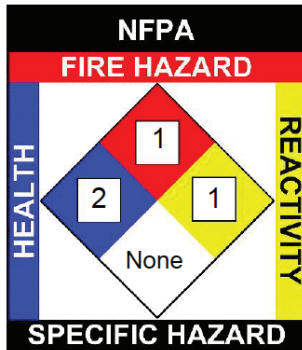 NFPA
FIRE HAZARD
1
HEALTH
2
1
REACTIVITY
None
SPECIFIC HAZARD